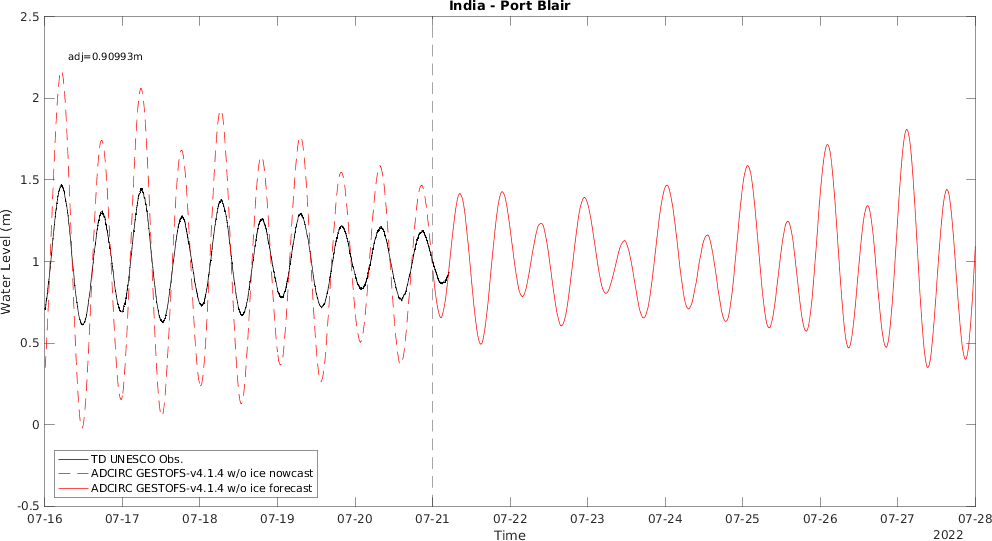 India - Port Blair
adj=0.90993m
Water Level (m)
2.5
2
1.5
1
0.5
0
-0.5
TD UNESCO Obs.
ADCIRC GESTOFS-v4.1.4 w/o ice nowcast
ADCIRC GESTOFS-v4.1.4 w/o ice forecast
07-16 07-17 07-18 07-19 07-20 07-21 07-22 07-23 07-24 07-25 07-26 07-27 07-28
Time
2022